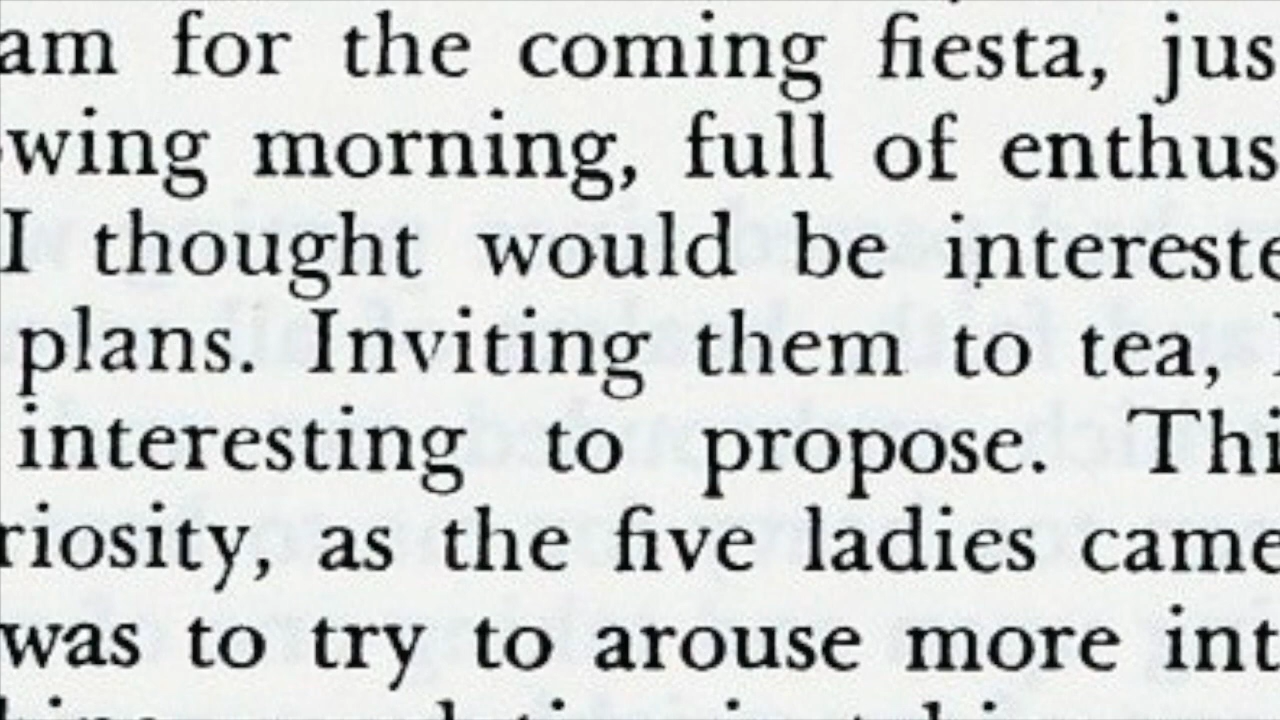 am for the coming fiesta, jus
wing morning, full of enthus
I thought would be intereste
plans. Inviting them to tea,
interesting to propose. Thi
riosity, as the five ladies came
was to try to arouse more int